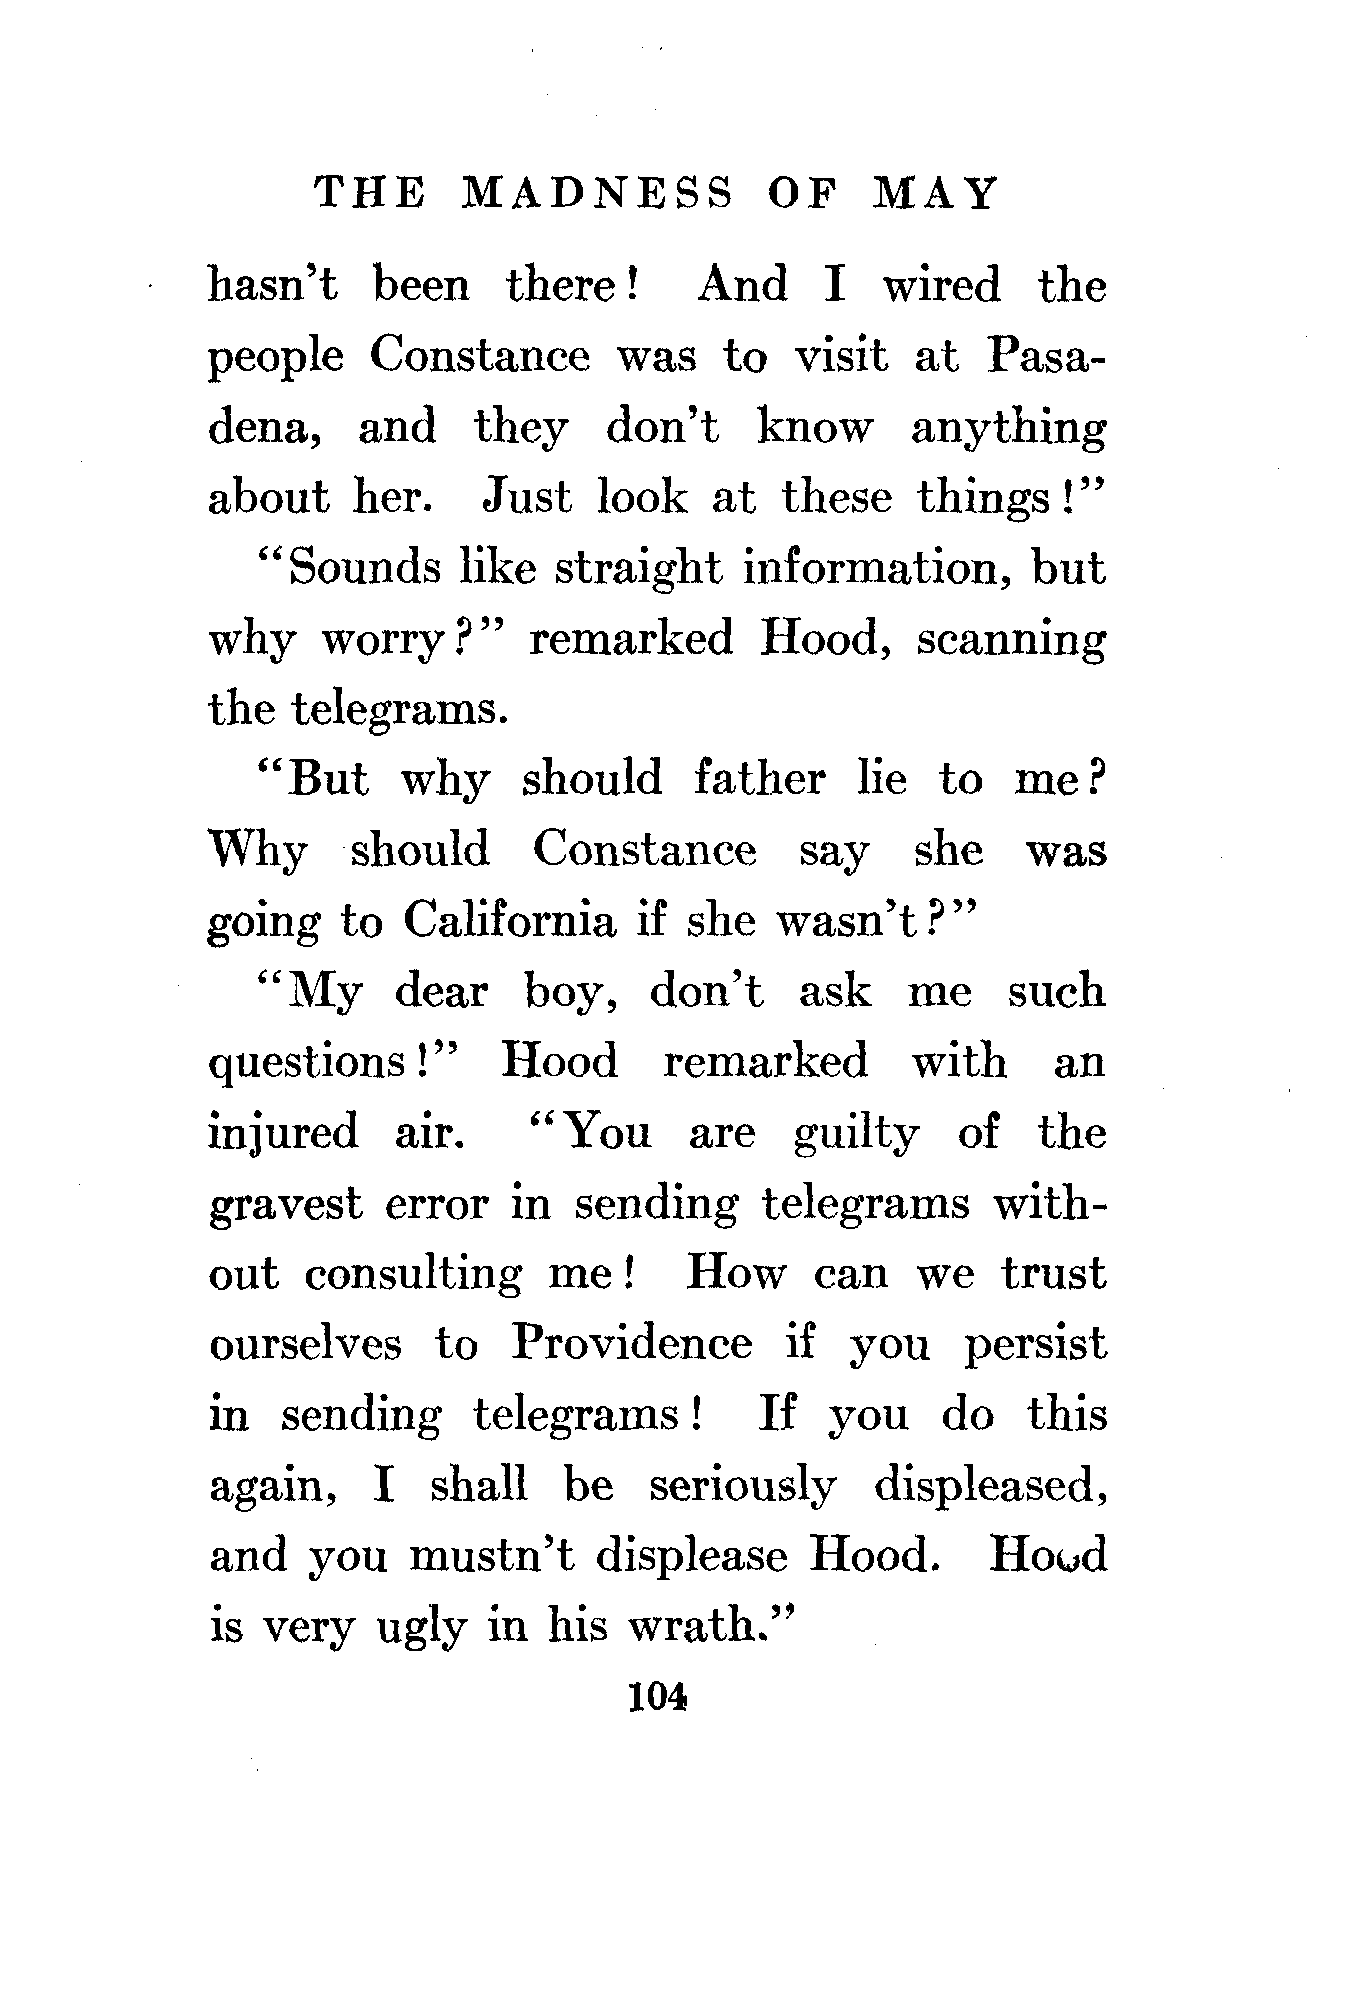 THE MADNESS OF MAY
hasn't been there! And I wired the
people Constance was to visit at Pasa-
dena, and they don't know anything
about her. Just look at these things!"
"Sounds like straight information, but
why worry?" remarked Hood, scanning
the telegrams.
"But why should father lie to me?
Why should Constance say she was
going to California if she wasn't?"
"My dear boy, don't ask me such
questions!" Hood remarked with an
injured air. "You are guilty of the
gravest error in sending telegrams with-
out consulting me! How can we trust
ourselves to Providence if you persist
in sending telegrams! If you do this
again, I shall be seriously displeased,
and you mustn't displease Hood. Hood
is very ugly in his wrath."
104